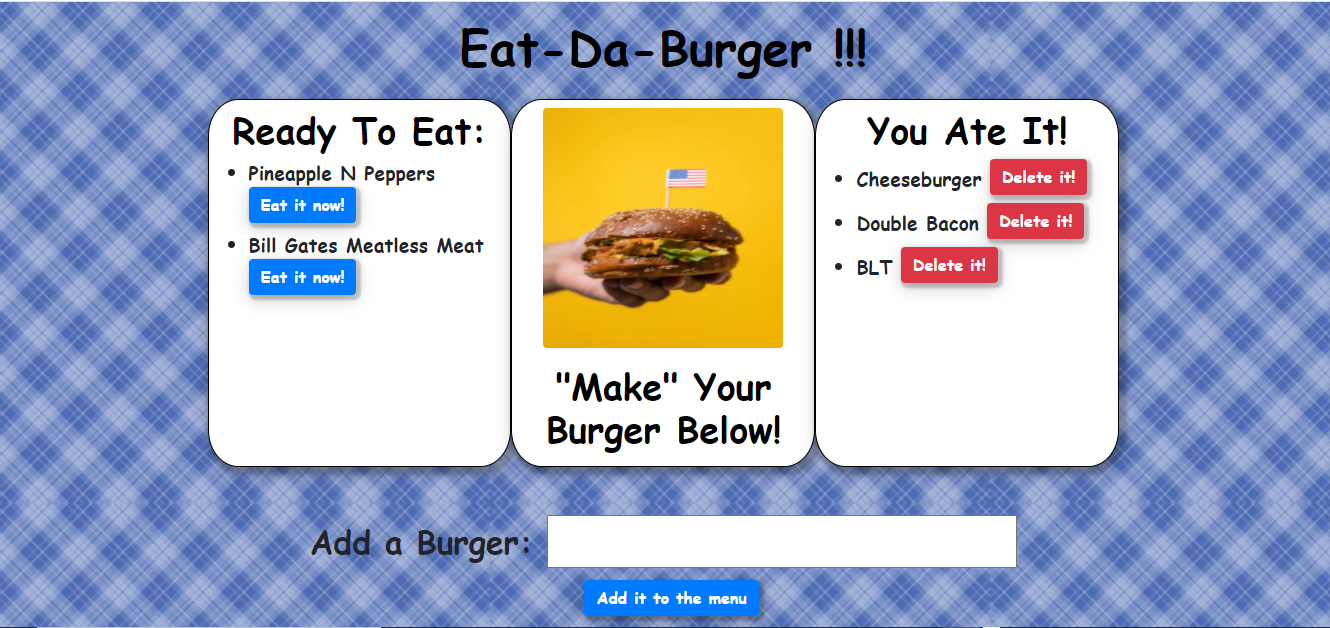 Eat-Da-Burger !!!
Ready To Eat:
Pineapple N Peppers
Eat it now!
Bill Gates Meatless Meat
Eat it now!
"Make" Your
Burger Below!
You Ate It!
Cheeseburger Delete it!
Double Bacon Delete it!
BLT Delete it!
Add a Burger:
Add it to the menu